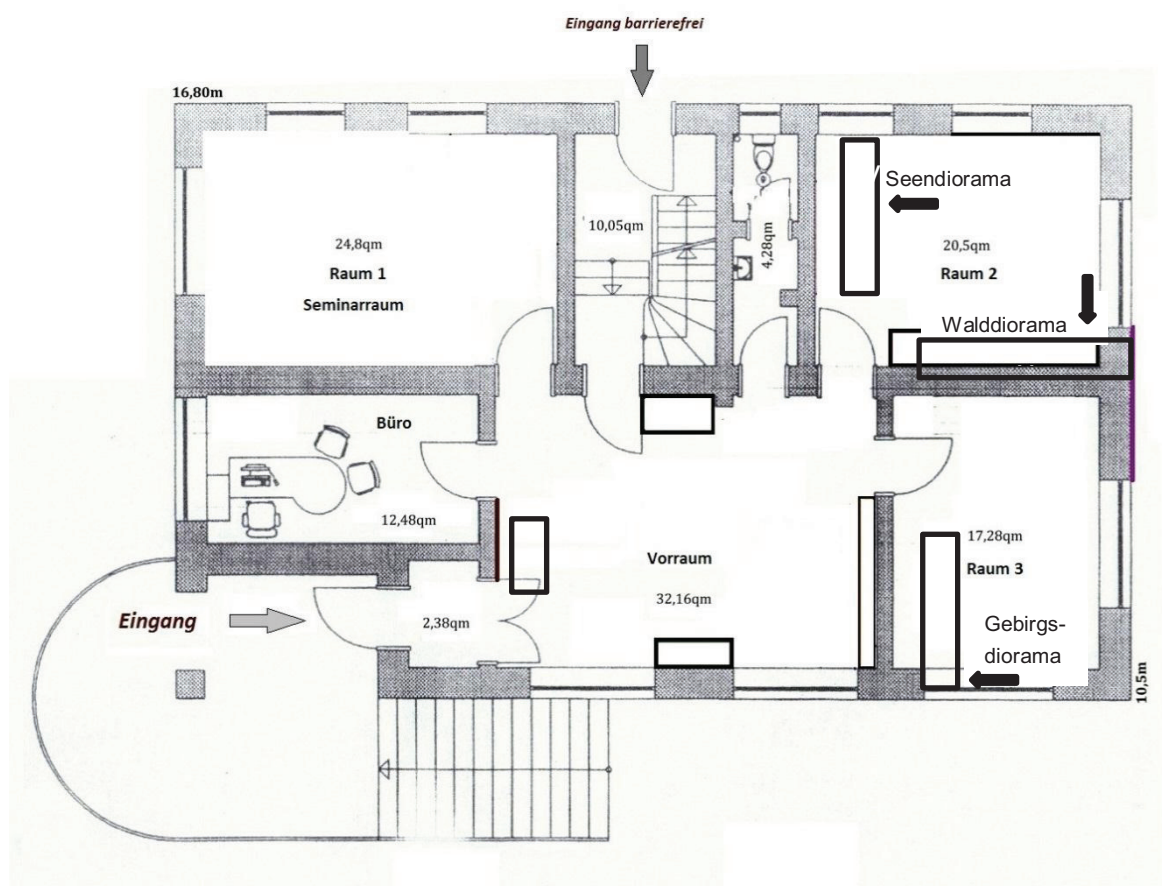 Eingang barrierefrei
16,80m
Seendiorama
10,05qm
4,28qm
24,8qm
Raum 1
Seminarraum
20,5qm
Raum 2
Walddiorama
Büro
12,48qm
Vorraum
32,16qm
17,28qm
Raum 3
Eingang
2,38qm
Gebirgs-
diorama
10,5m